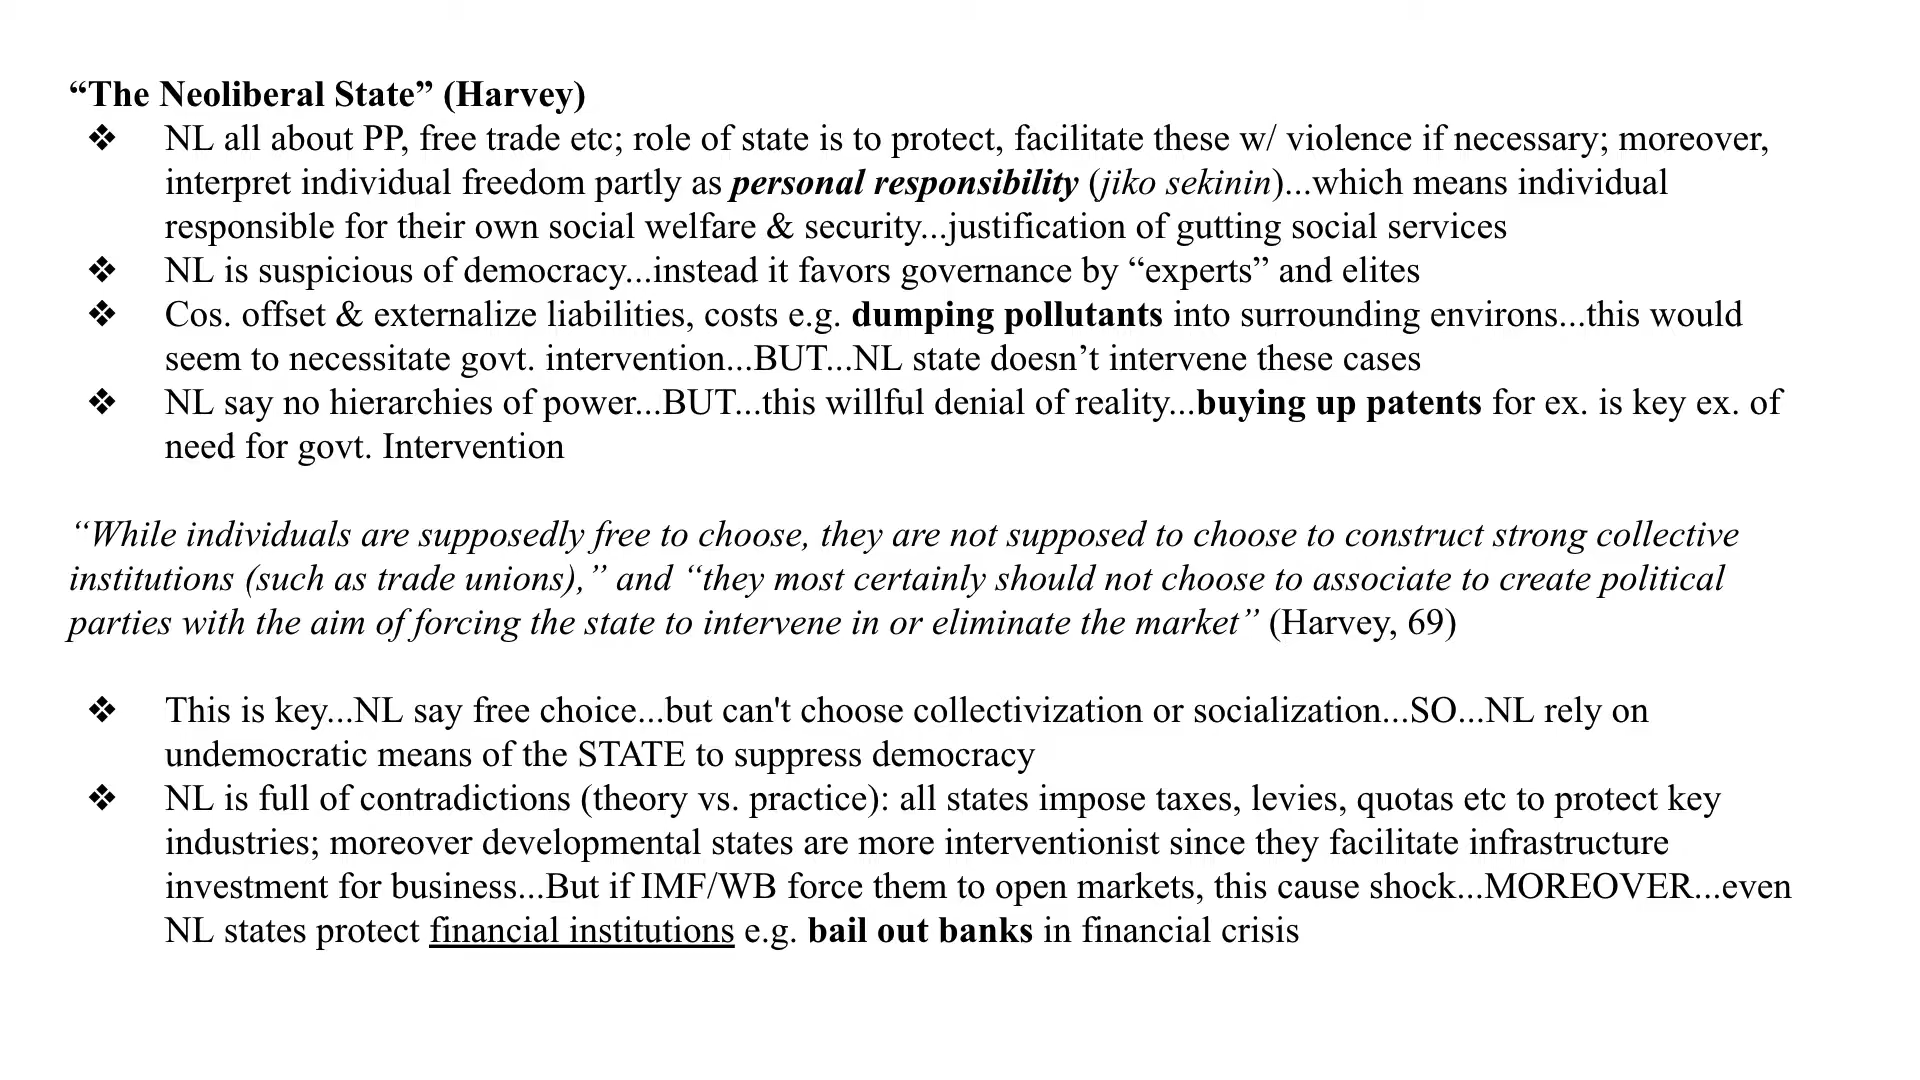 “The Neoliberal State” (Harvey)
❖ NL all about PP, free trade etc; role of state is to protect, facilitate these w/ violence if necessary; moreover,
interpret individual freedom partly as personal responsibility (jiko sekinin)...which means individual
responsible for their own social welfare & security...justification of gutting social services
❖ NL is suspicious of democracy...instead it favors governance by “experts” and elites
❖ Cos. offset & externalize liabilities, costs e.g. dumping pollutants into surrounding environs...this would
seem to necessitate govt. intervention...BUT...NL state doesn’t intervene these cases
❖ NL say no hierarchies of power...BUT...this willful denial of reality...buying up patents for ex. is key ex. of
need for govt. Intervention
“While individuals are supposedly free to choose, they are not supposed to choose to construct strong collective
institutions (such as trade unions),” and “they most certainly should not choose to associate to create political
parties with the aim of forcing the state to intervene in or eliminate the market” (Harvey, 69)
❖ This is key...NL say free choice...but can't choose collectivization or socialization...SO...NL rely on
undemocratic means of the STATE to suppress democracy
❖ NL is full of contradictions (theory vs. practice): all states impose taxes, levies, quotas etc to protect key
industries; moreover developmental states are more interventionist since they facilitate infrastructure
investment for business...But if IMF/WB force them to open markets, this cause shock...MOREOVER...even
NL states protect financial institutions e.g. bail out banks in financial crisis